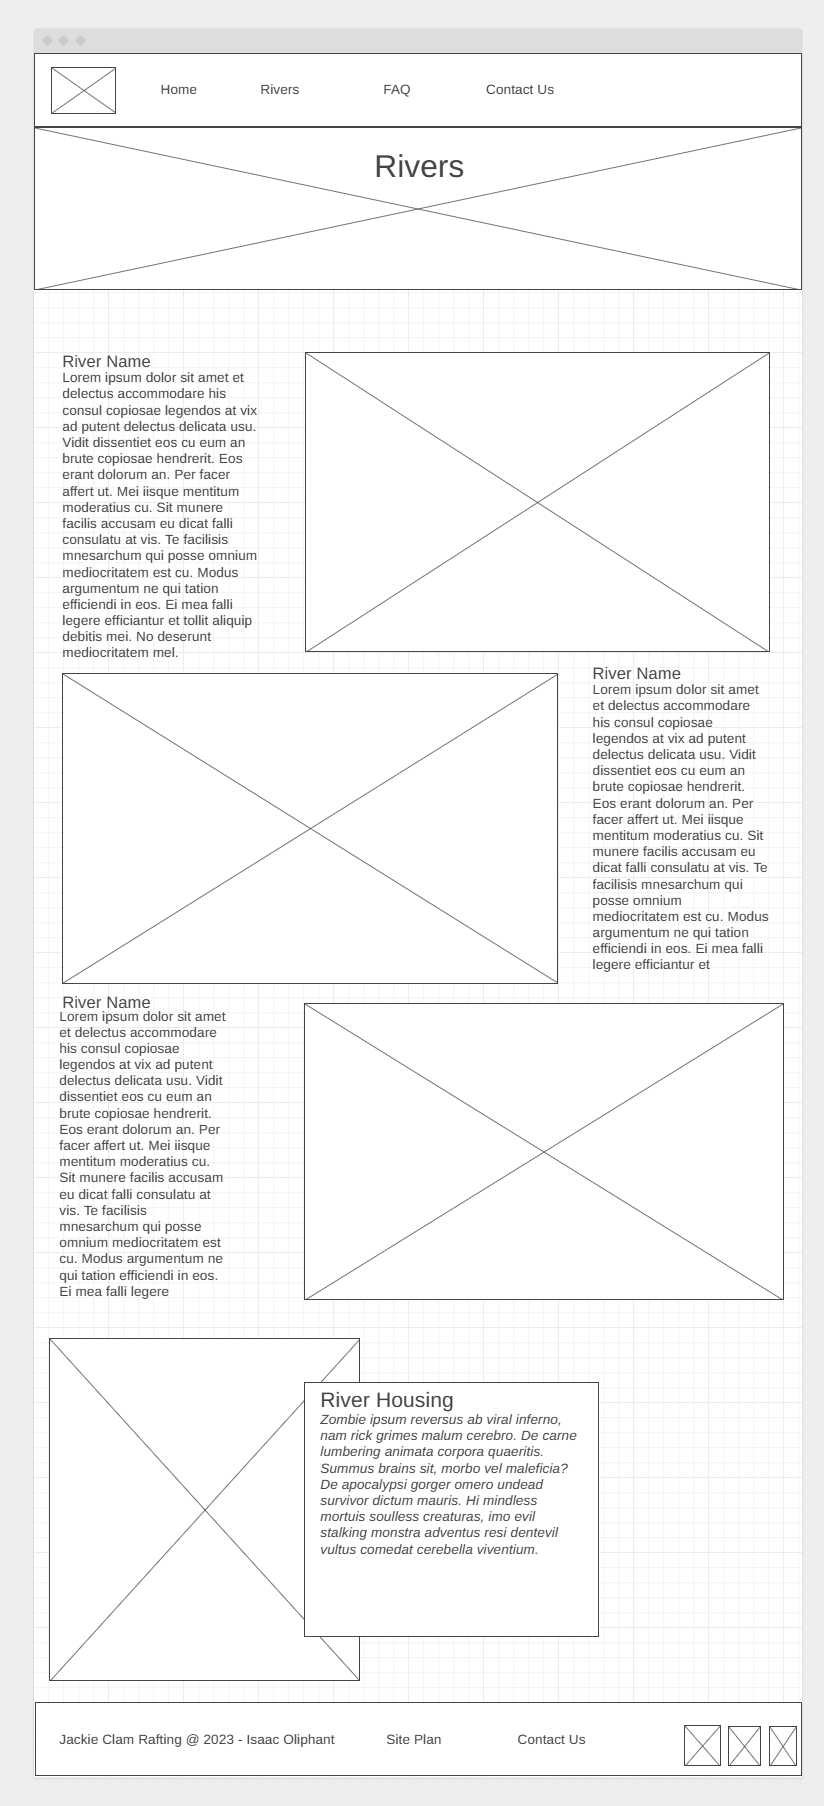 Home Rivers FAQ Contact Us
Rivers
River Name
Lorem ipsum dolor sit amet et
delectus accommodare his
consul copiosae legendos at vix
ad putent delectus delicata usu.
Vidit dissentiet eos cu eum an
brute copiosae hendrerit. Eos
erant dolorum an. Per facer
affert ut. Mei iisque mentitum
moderatius cu. Sit munere
facilis accusam eu dicat falli
consulatu at vis. Te facilisis
mnesarchum qui posse omnium
mediocritatem est cu. Modus
argumentum ne qui tation
efficiendi in eos. Ei mea falli
legere efficiantur et tollit aliquip
debitis mei. No deserunt
mediocritatem mel.
River Name
Lorem ipsum dolor sit amet
et delectus accommodare
his consul copiosae
legendos at vix ad putent
delectus delicata usu. Vidit
dissentiet eos cu eum an
brute copiosae hendrerit.
Eos erant dolorum an. Per
facer affert ut. Mei iisque
mentitum moderatius cu. Sit
munere facilis accusam eu
dicat falli consulatu at vis. Te
facilisis mnesarchum qui
posse omnium
mediocritatem est cu. Modus
argumentum ne qui tation
efficiendi in eos. Ei mea falli
legere efficiantur et
River Name
Lorem ipsum dolor sit amet
et delectus accommodare
his consul copiosae
legendos at vix ad putent
delectus delicata usu. Vidit
dissentiet eos cu eum an
brute copiosae hendrerit.
Eos erant dolorum an. Per
facer affert ut. Mei iisque
mentitum moderatius cu.
Sit munere facilis accusam
eu dicat falli consulatu at
vis. Te facilisis
mnesarchum qui posse
omnium mediocritatem est
cu. Modus argumentum ne
qui tation efficiendi in eos.
Ei mea falli legere
River Housing
Zombie ipsum reversus ab viral inferno,
nam rick grimes malum cerebro. De carne
lumbering animata corpora quaeritis.
Summus brains sit, morbo vel maleficia?
De apocalypsi gorger omero undead
survivor dictum mauris. Hi mindless
mortuis soulless creaturas, imo evil
stalking monstra adventus resi dentevil
vultus comedat cerebella viventium.
Jackie Clam Rafting @ 2023 - Isaac Oliphant Site Plan Contact Us